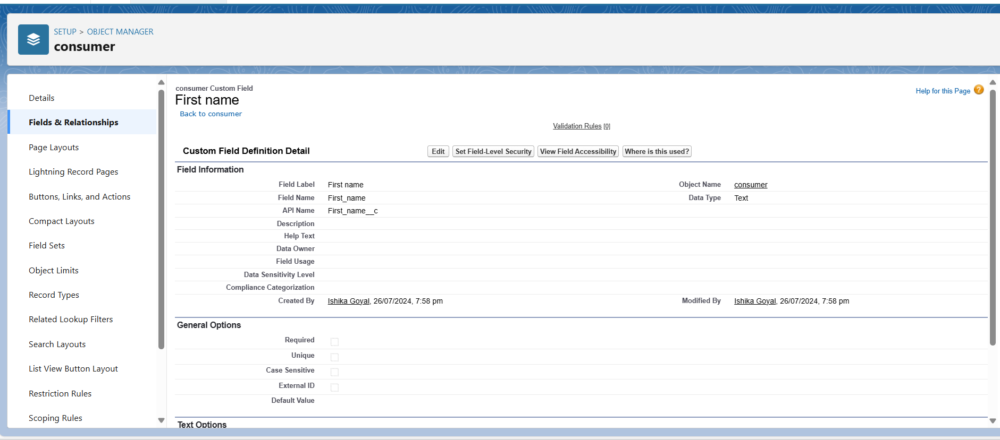 SETUP > OBJECT MANAGER
consumer
Details
Fields & Relationships
Page Layouts
Lightning Record Pages
Buttons, Links, and Actions
Compact Layouts
Field Sets
Object Limits
Record Types
Related Lookup Filters
Search Layouts
List View Button Layout
Restriction Rules
Scoping Rules
consumer Custom Field
First name
Back to consumer
Help for this Page ?
Validation Rules [0]
Custom Field Definition Detail Edit Set Field-Level Security View Field Accessibility Where is this used?
Field Information
Field Label First name Object Name consumer
Field Name First_name Data Type Text
API Name First_name__c
Description
Help Text
Data Owner
Field Usage
Data Sensitivity Level
Compliance Categorization
Created By Ishika Goyal, 26/07/2024, 7:58 pm Modified By Ishika Goyal, 26/07/2024, 7:58 pm
General Options
Required
Unique
Case Sensitive
External ID
Default Value
Text Options